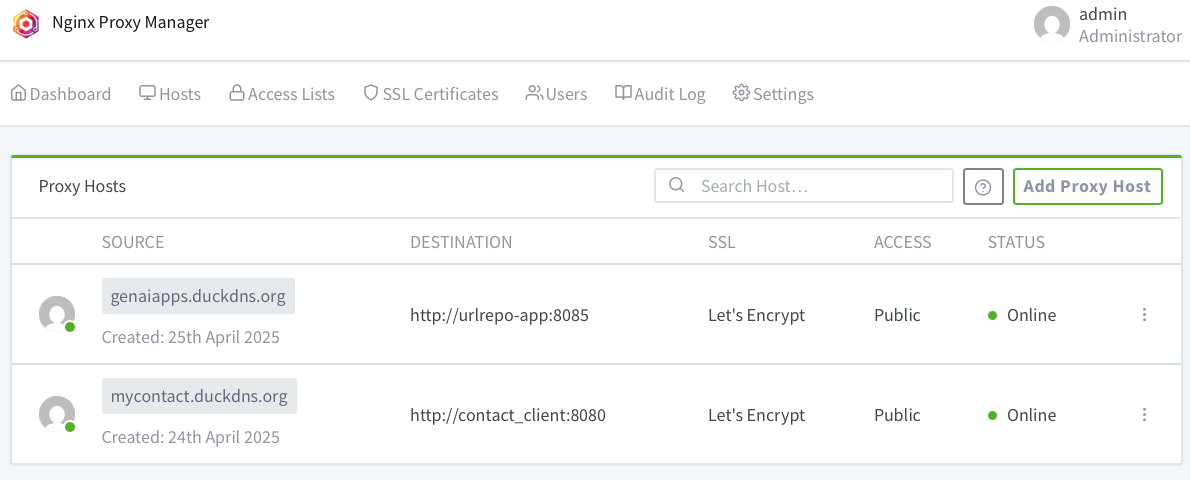 Nginx Proxy Manager
admin
Administrator
Dashboard Hosts Access Lists SSL Certificates Users Audit Log Settings
Proxy Hosts Search Host... Add Proxy Host
SOURCE DESTINATION SSL ACCESS STATUS
genaiapps.duckdns.org
http://urlrepo-app:8085 Let's Encrypt Public Online
Created: 25th April 2025
mycontact.duckdns.org
http://contact_client:8080 Let's Encrypt Public Online
Created: 24th April 2025